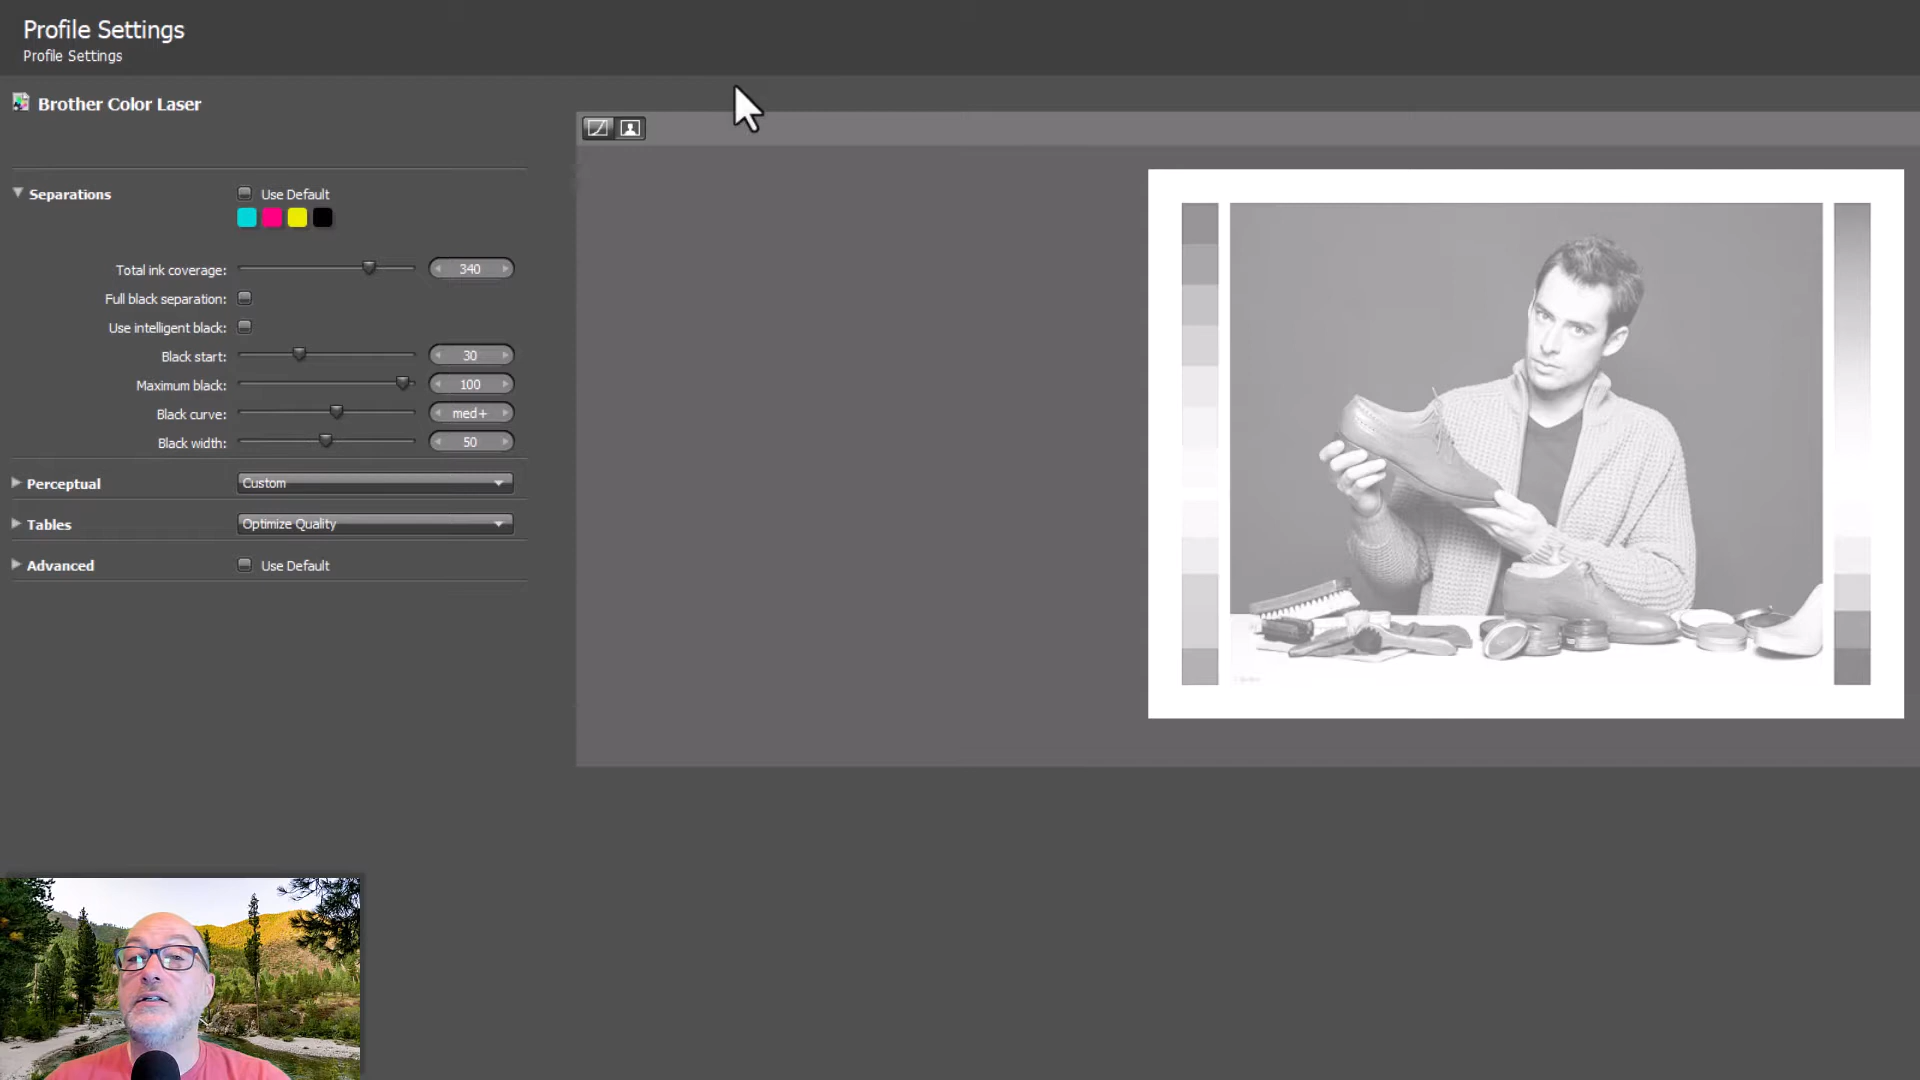 Profile Settings
Profile Settings
Brother Color Laser
Separations
Use Default
Total ink coverage:
340
Full black separation:
Use intelligent black:
Black start:
30
Maximum black:
100
Black curve:
med+
Black width:
50
Perceptual
Custom
Tables
Optimize Quality
Advanced
Use Default